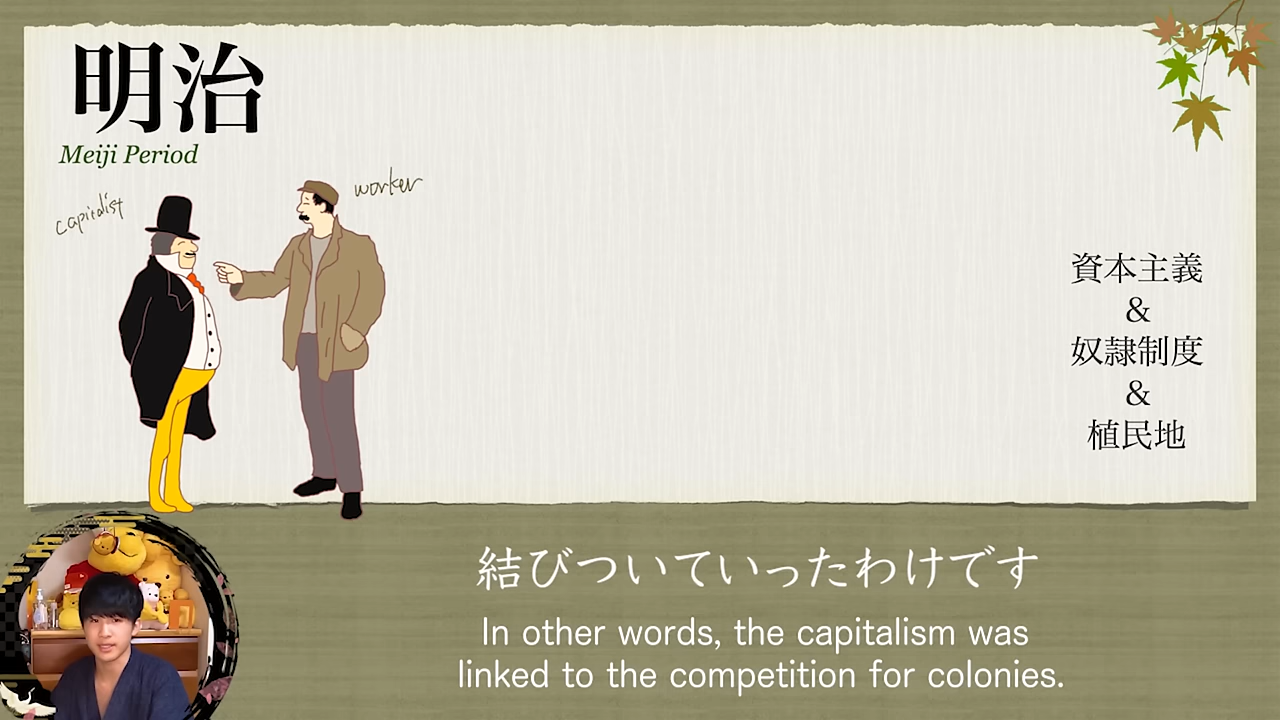 明治
Meiji Period
capitalist
worker
資本主義
&
奴隷制度
&
植民地
結びついていったわけです
In other words, the capitalism was
linked to the competition for colonies.